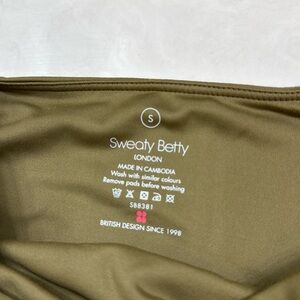 S
Sweaty Betty
LONDON
MADE IN CAMBODIA
Wash with similar colours
Remove pads before washing
SB8381
BRITISH DESIGN SINCE 1998